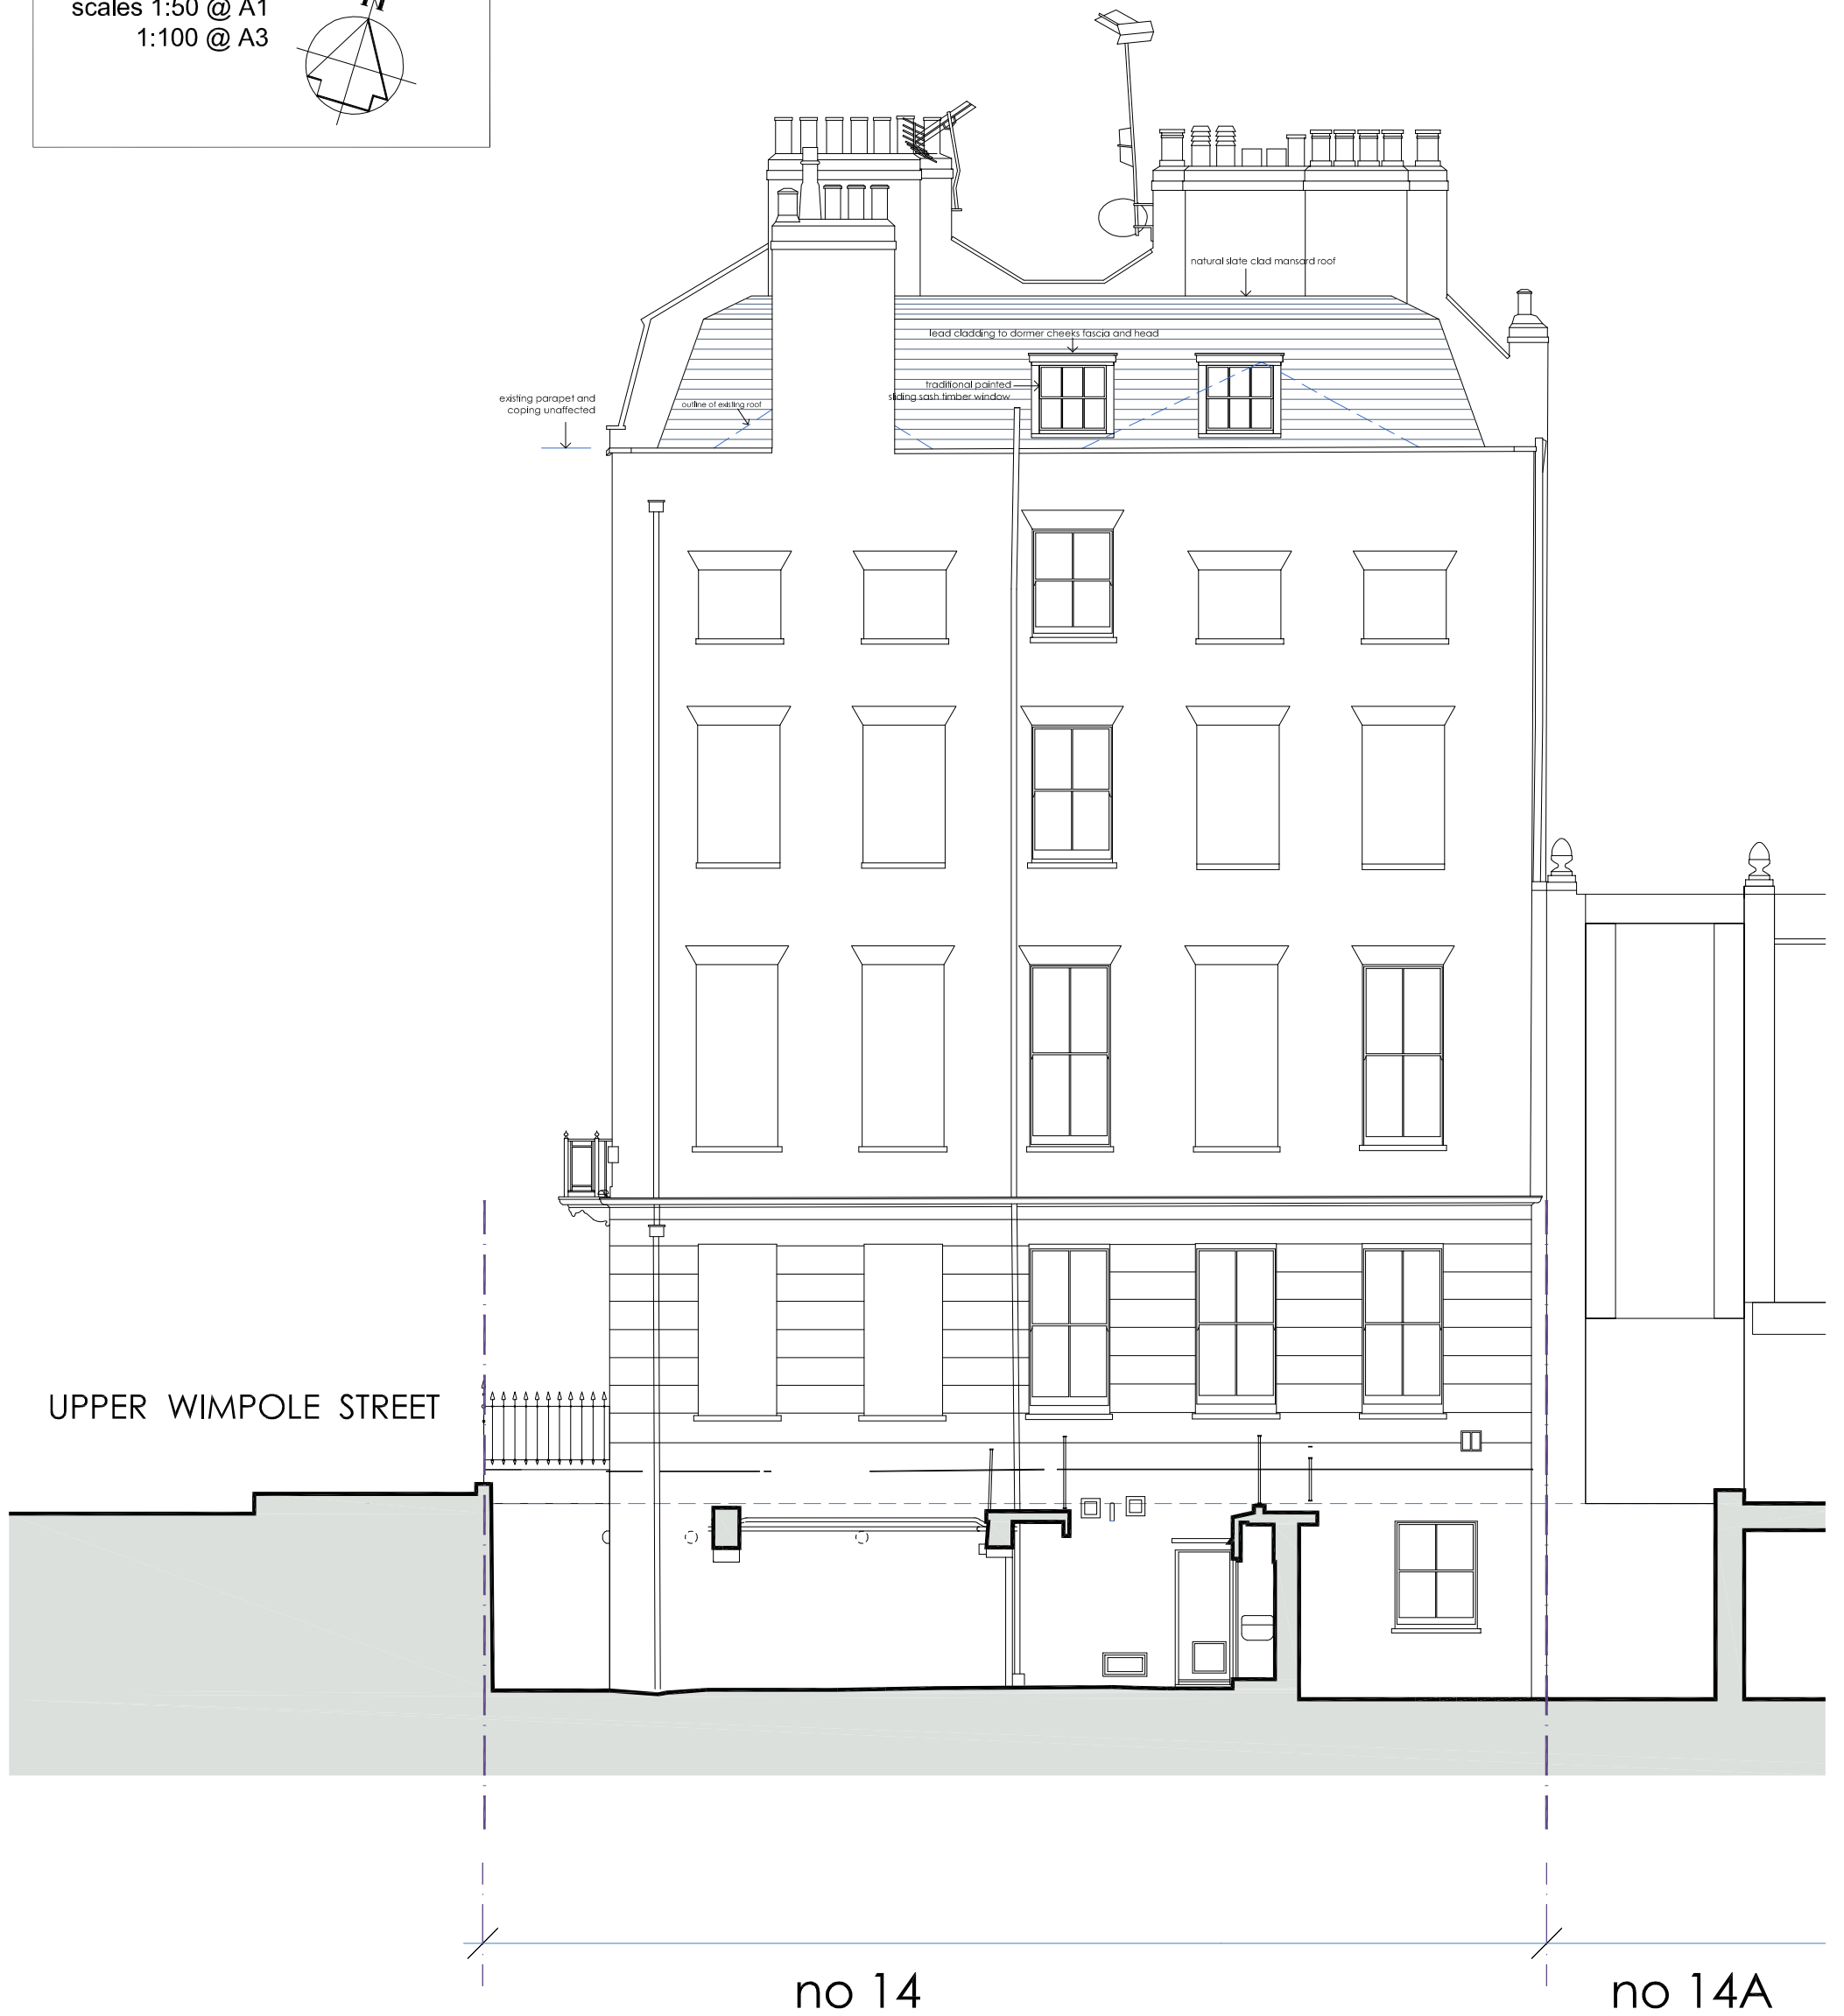 scales 1:50 @ A1
1:100 @ A3
N
natural slate clad mansard roof
lead cladding to dormer cheeks fascia and head
traditional painted
sliding sash timber window
existing parapet and
coping unaffected
outline of existing roof
UPPER WIMPOLE STREET
no 14
no 14A